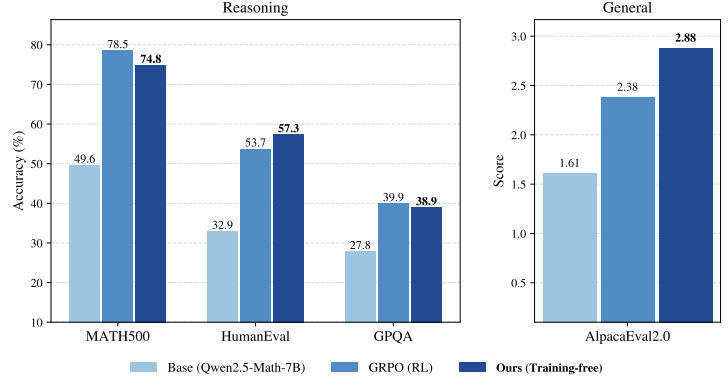 Reasoning
General
Accuracy (%)
80
70
60
50
40
30
20
10
49.6
78.5
74.8
32.9
53.7
57.3
27.8
39.9
38.9
MATH500
HumanEval
GPQA
Score
3.0
2.5
2.0
1.5
1.0
0.5
1.61
2.38
2.88
AlpacaEval2.0
Base (Qwen2.5-Math-7B)
GRPO (RL)
Ours (Training-free)